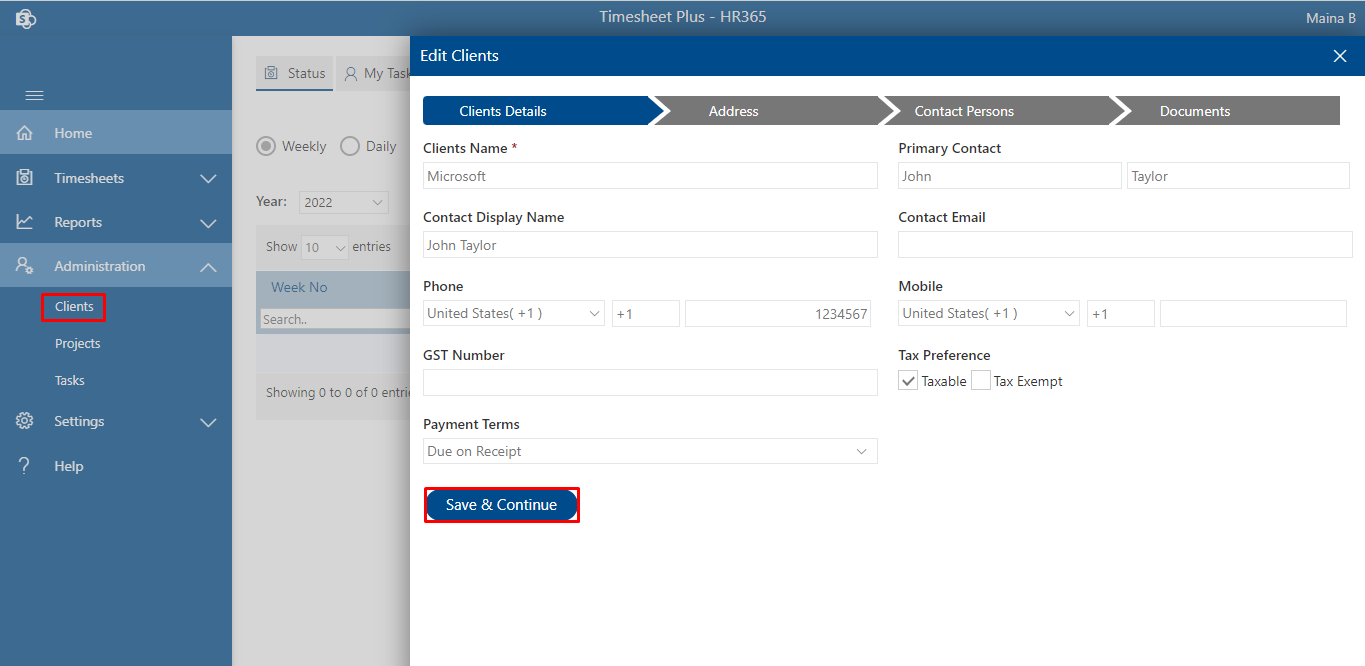 Timesheet Plus - HR365
Maina B
Home
Timesheets
Reports
Administration
Clients
Projects
Tasks
Settings
Help
Status
My Task
Weekly
Daily
Year:
2022
Show 10 entries
Week No
Search..
Showing 0 to 0 of 0 entrie
Edit Clients
Clients Details
Address
Contact Persons
Documents
Clients Name *
Primary Contact
Microsoft
John
Taylor
Contact Display Name
Contact Email
John Taylor
Phone
Mobile
United States( +1 )
+1
1234567
United States( +1 )
+1
GST Number
Tax Preference
Taxable
Tax Exempt
Payment Terms
Due on Receipt
Save & Continue